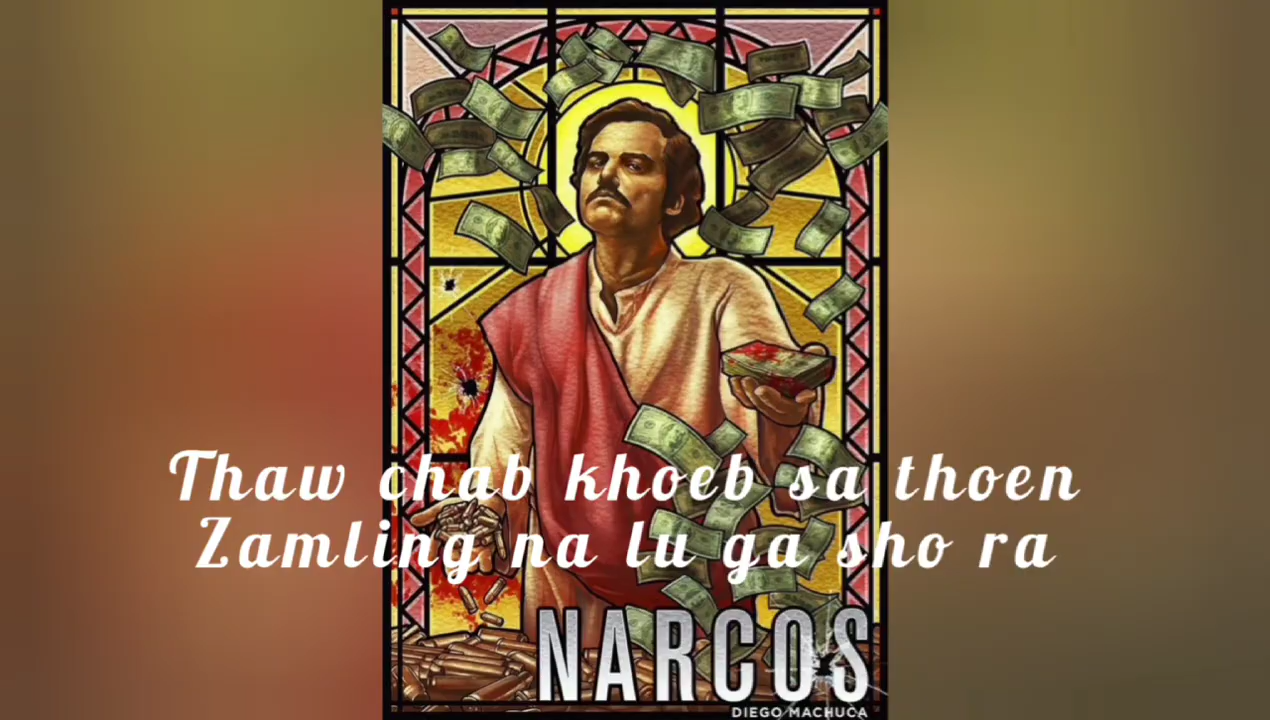 Thaw chab khoeb sa thoen
Zamling na lu ga sho ra
NARCOS
DIEGO MACHUCA